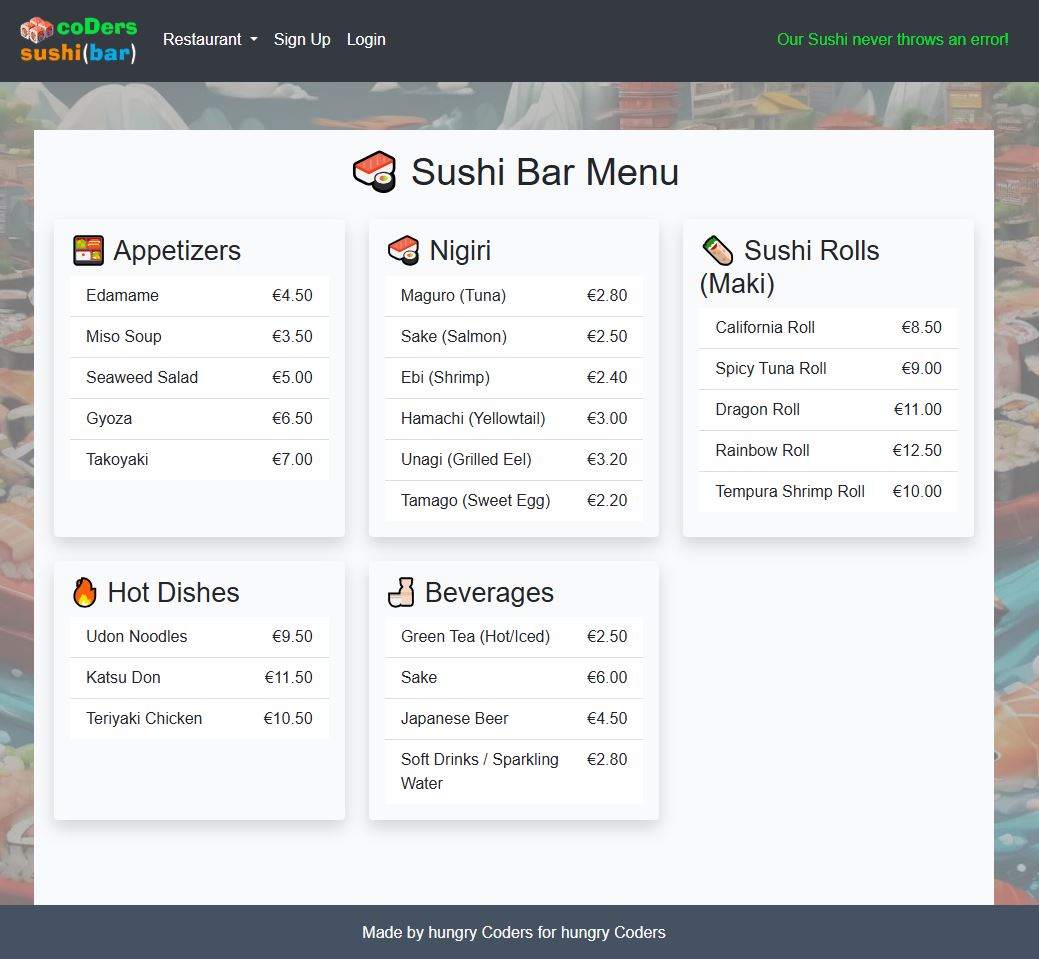 coDers
sushi(bar)
Restaurant Sign Up Login
Our Sushi never throws an error!
Sushi Bar Menu
Appetizers
Edamame €4.50
Miso Soup €3.50
Seaweed Salad €5.00
Gyoza €6.50
Takoyaki €7.00
Nigiri
Maguro (Tuna) €2.80
Sake (Salmon) €2.50
Ebi (Shrimp) €2.40
Hamachi (Yellowtail) €3.00
Unagi (Grilled Eel) €3.20
Tamago (Sweet Egg) €2.20
Sushi Rolls
(Maki)
California Roll €8.50
Spicy Tuna Roll €9.00
Dragon Roll €11.00
Rainbow Roll €12.50
Tempura Shrimp Roll €10.00
Hot Dishes
Udon Noodles €9.50
Katsu Don €11.50
Teriyaki Chicken €10.50
Beverages
Green Tea (Hot/Iced) €2.50
Sake €6.00
Japanese Beer €4.50
Soft Drinks / Sparkling €2.80
Water
Made by hungry Coders for hungry Coders